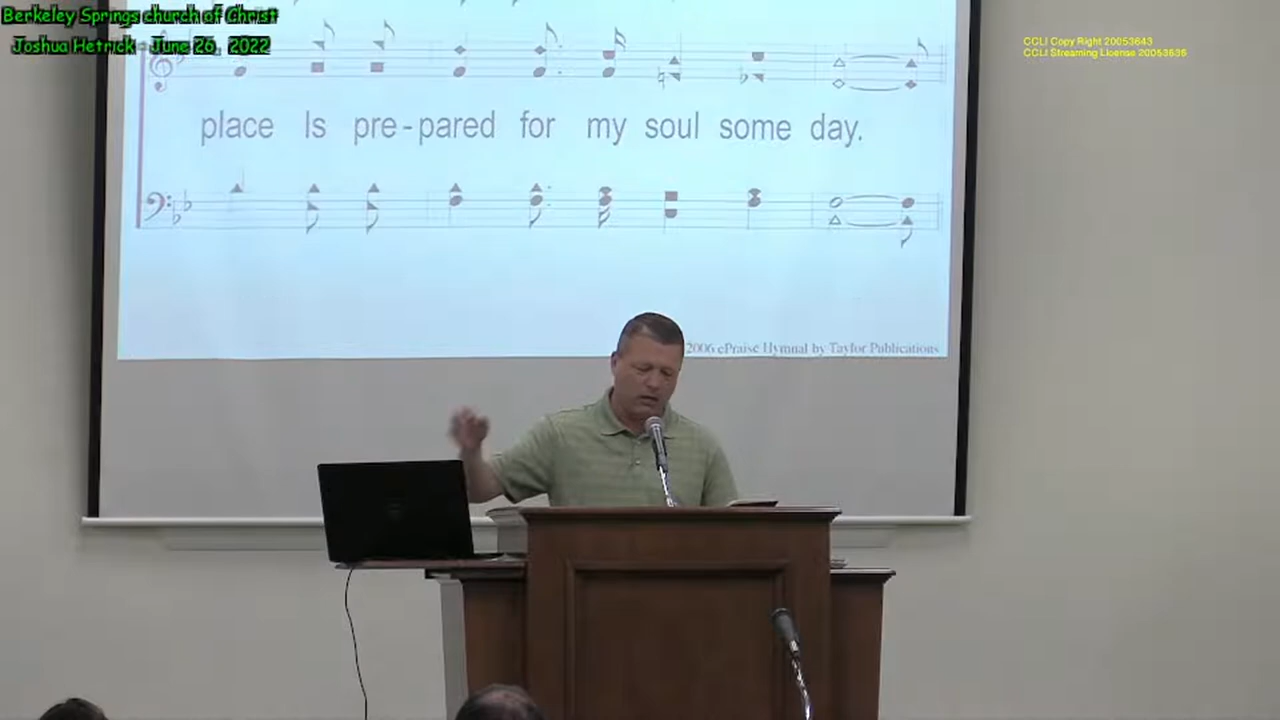 Berkeley Springs church of Christ
Joshua Hetrick - June 26, 2022
CCLI Copy Right 20053643
CCLI Streaming License 20053636
place Is pre-pared for my soul some day.
2006 ePraise Hymnal by Taylor Publications